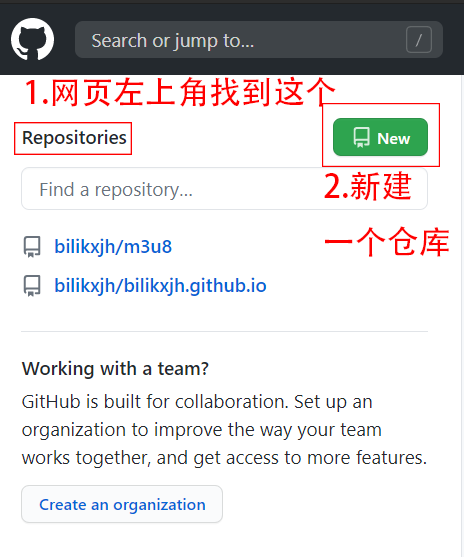 Search or jump to...
/
1.网页左上角找到这个
Repositories
New
Find a repository...
2.新建
一个仓库
bilikxjh/m3u8
bilikxjh/bilikxjh.github.io
Working with a team?
GitHub is built for collaboration. Set up an
organization to improve the way your team
works together, and get access to more features.
Create an organization